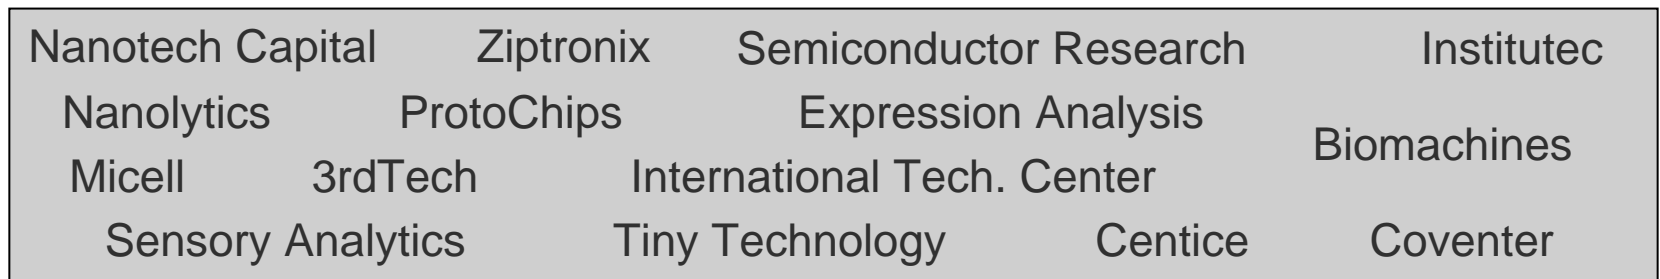 Nanotech Capital Ziptronix Semiconductor Research Institutec
Nanolytics ProtoChips Expression Analysis
Biomachines
Micell 3rdTech International Tech. Center
Sensory Analytics Tiny Technology Centice Coventer